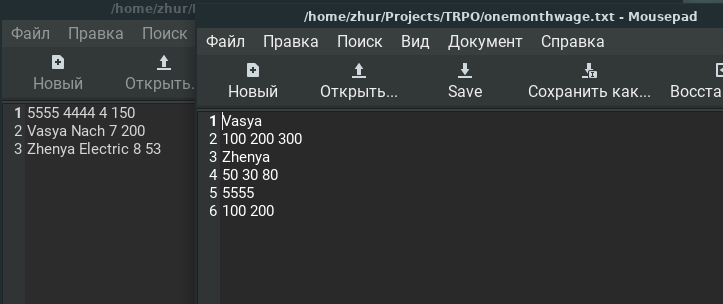 /home/zhur/
Файл Правка Поиск
Новый Открыть.
1 5555 4444 4 150
2 Vasya Nach 7 200
3 Zhenya Electric 8 53
/home/zhur/Projects/TRPO/onemonthwage.txt - Mousepad
Файл Правка Поиск Вид Документ Справка
Новый Открыть... Save Сохранить как...
1 Vasya
2 100 200 300
3 Zhenya
4 50 30 80
5 5555
6 100 200